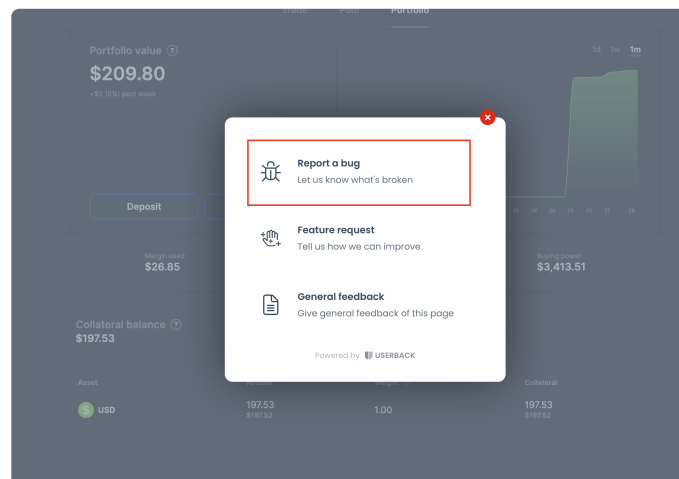 Trade Pool Portfolio
Portfolio value ?
1d 1w 1m
$209.80
+$0 (0%) past week
Report a bug
Let us know what's broken
Deposit
Feature request
Tell us how we can improve
Margin used
$26.85
Buying power
$3,413.51
General feedback
Give general feedback of this page
Collateral balance ?
$197.53
Powered by USERBACK
Asset Amount Weight Collateral
$ USD 197.53 1.00 197.53
$197.53 $197.53